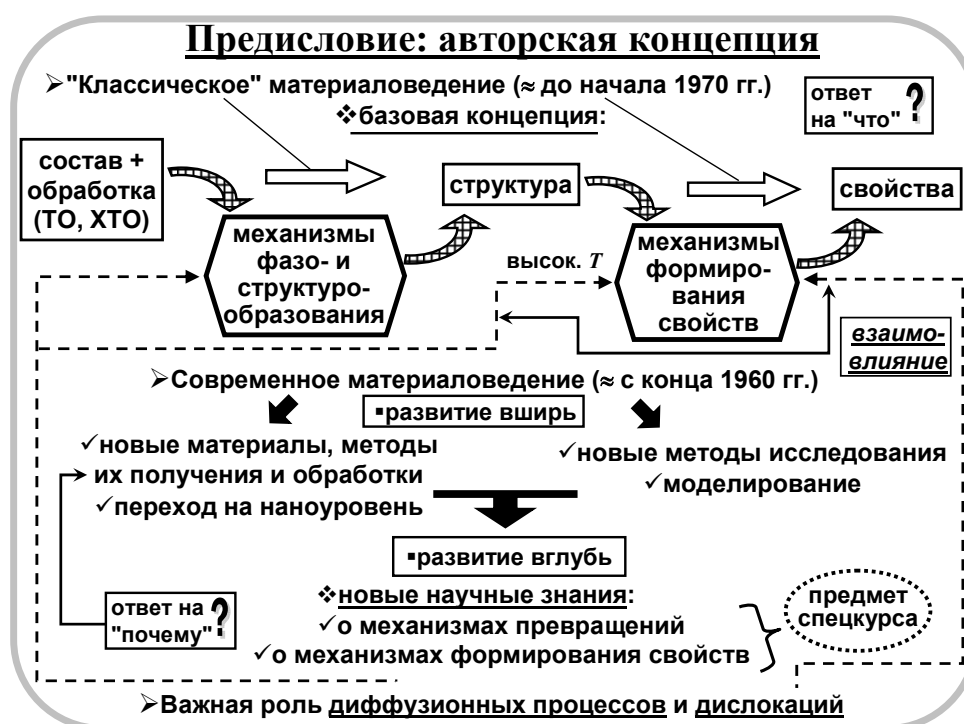 Предисловие: авторская концепция
➢"Классическое" материаловедение (≈ до начала 1970 гг.)
❖базовая концепция:
ответ
на "что" ?
состав +
обработка
(ТО, ХТО)
структура
свойства
механизмы
фазо- и
структуро-
образования
высок. T
механизмы
формиро-
вания
свойств
взаимо-
влияние
➢Современное материаловедение (≈ с конца 1960 гг.)
▪развитие вширь
✓новые материалы, методы
их получения и обработки
✓переход на наноуровень
✓новые методы исследования
✓моделирование
▪развитие вглубь
ответ на
"почему" ?
❖новые научные знания:
✓о механизмах превращений
✓о механизмах формирования свойств
предмет
спецкурса
➢Важная роль диффузионных процессов и дислокаций